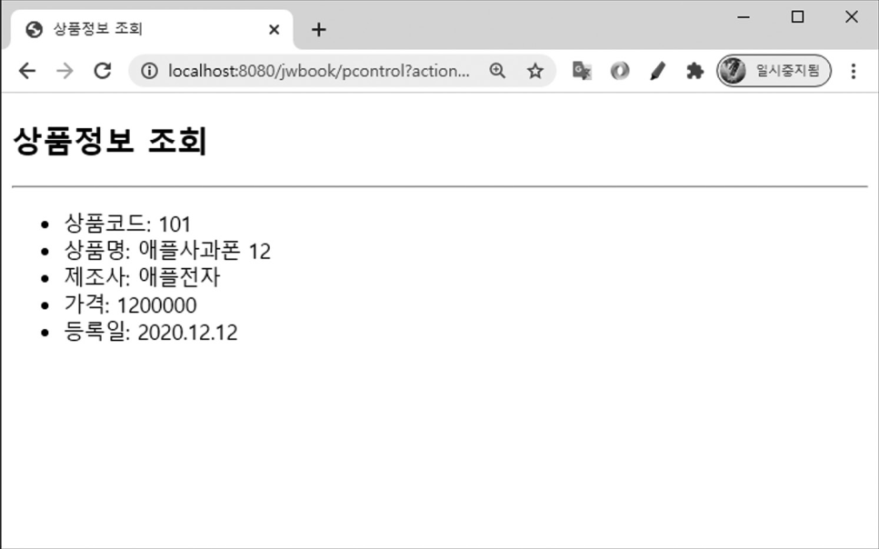 상품정보 조회
localhost:8080/jwbook/pcontrol?action...
일시중지됨
상품정보 조회
상품코드: 101
상품명: 애플사과폰 12
제조사: 애플전자
가격: 1200000
등록일: 2020.12.12